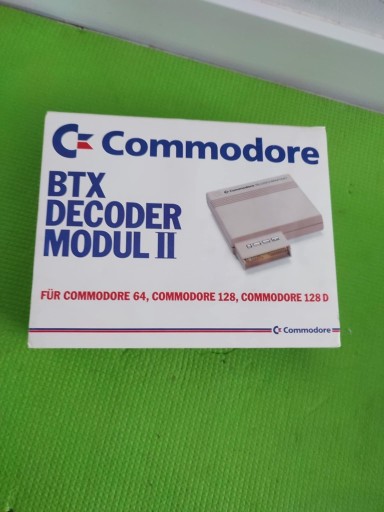 Commodore
BTX
DECODER
MODUL II
FÜR COMMODORE 64, COMMODORE 128, COMMODORE 128 D
Commodore